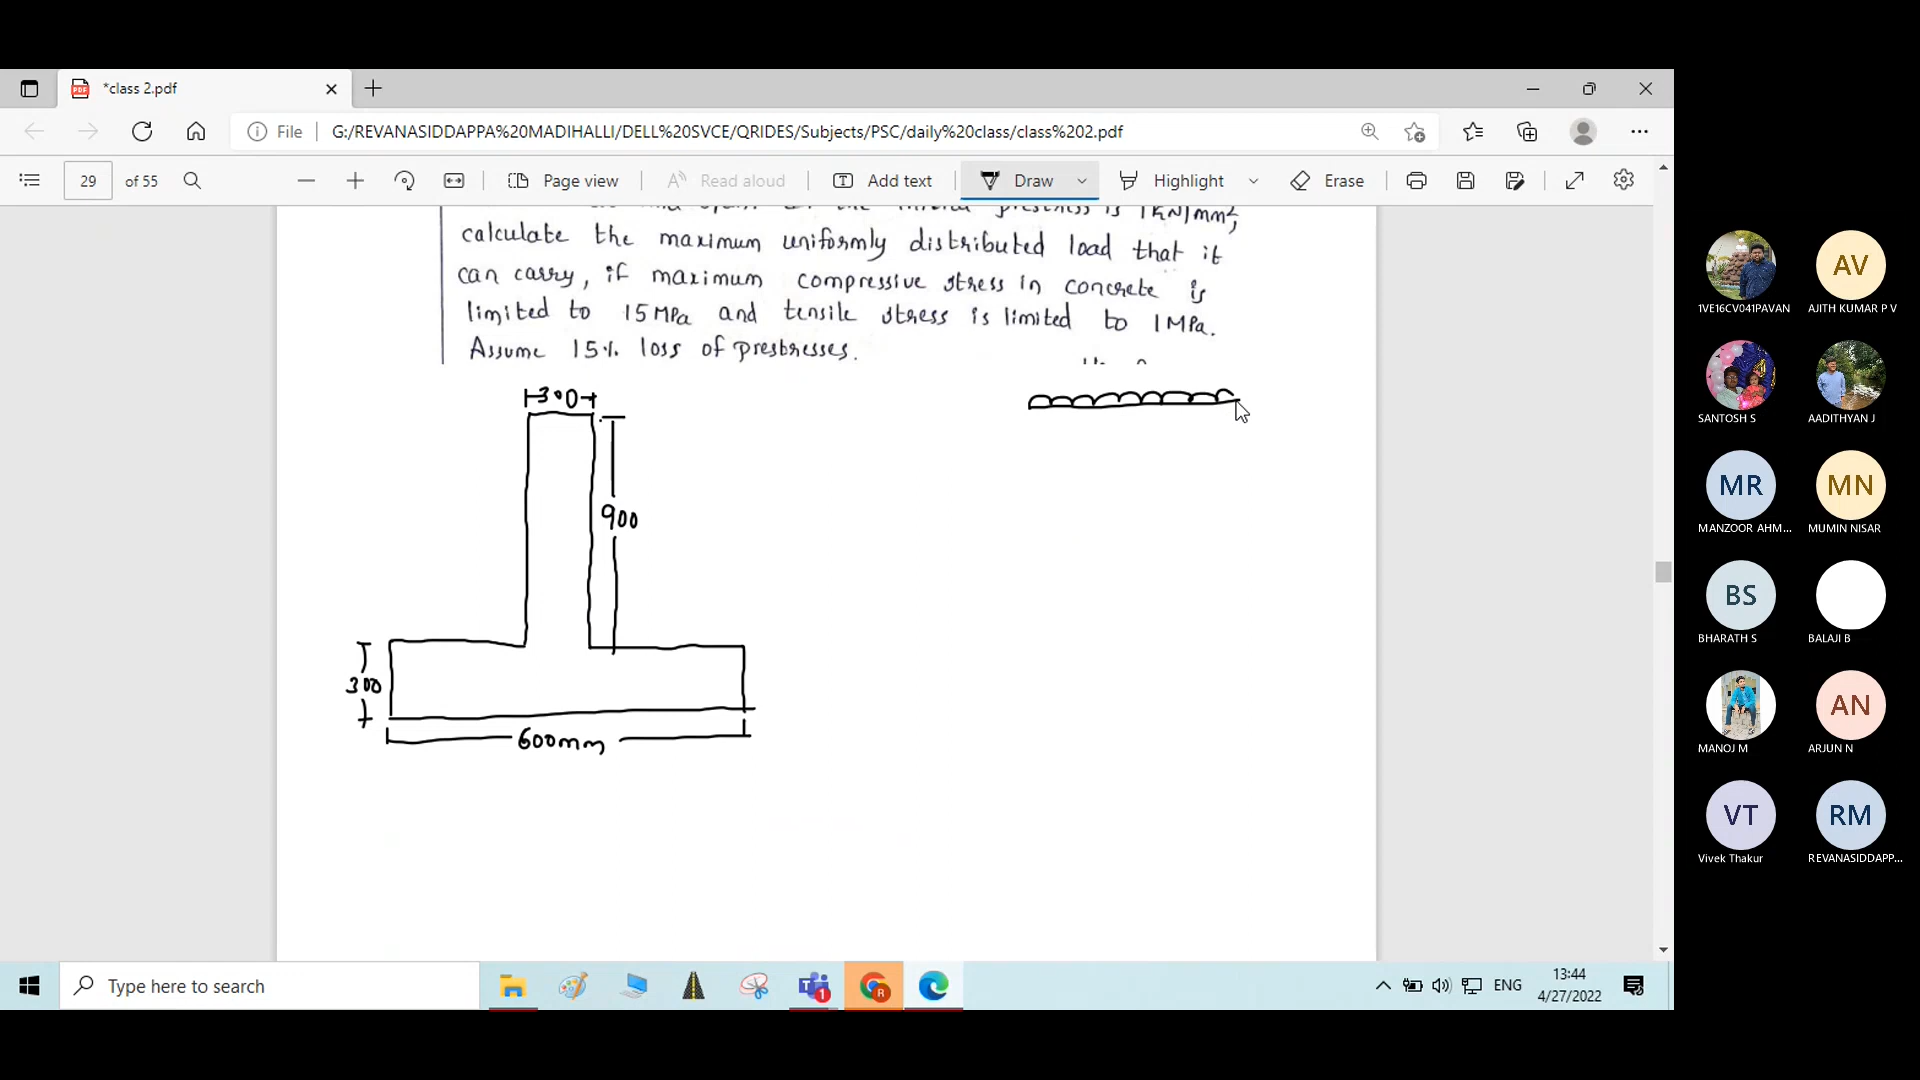 *class 2.pdf
File
G:/REVANASIDDAPPA%20MADIHALLI/DELL%20SVCE/QRIDES/Subjects/PSC/daily%20class/class%202.pdf
29 of 55
Page view
Read aloud
Add text
Draw
Highlight
Erase
is 1KN/mm²,
calculate the maximum uniformly distributed load that it
can carry, if maximum compressive stress in concrete is
limited to 15MPa and tensile stress is limited to 1MPa.
Assume 15% loss of prestresses.
300
900
300
600mm
1VE16CV041PAVAN
AV
AJITH KUMAR P V
SANTOSH S
AADITHYAN J
MR
MANZOOR AHM...
MN
MUMIN NISAR
BS
BHARATH S
BALAJI B
MANOJ M
AN
ARJUN N
VT
Vivek Thakur
RM
REVANASIDDAPP...
Type here to search
1
R
ENG
13:44
4/27/2022